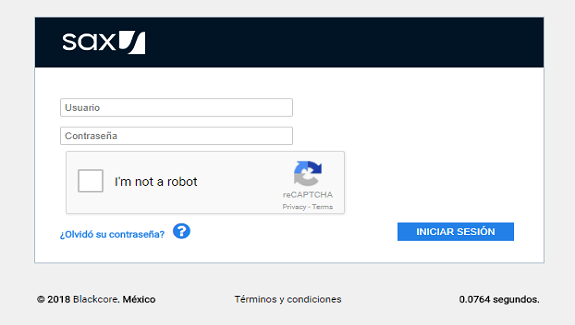 sax
Usuario
Contraseña
I'm not a robot
reCAPTCHA
Privacy - Terms
¿Olvidó su contraseña? ?
INICIAR SESIÓN
© 2018 Blackcore. México
Términos y condiciones
0.0764 segundos.